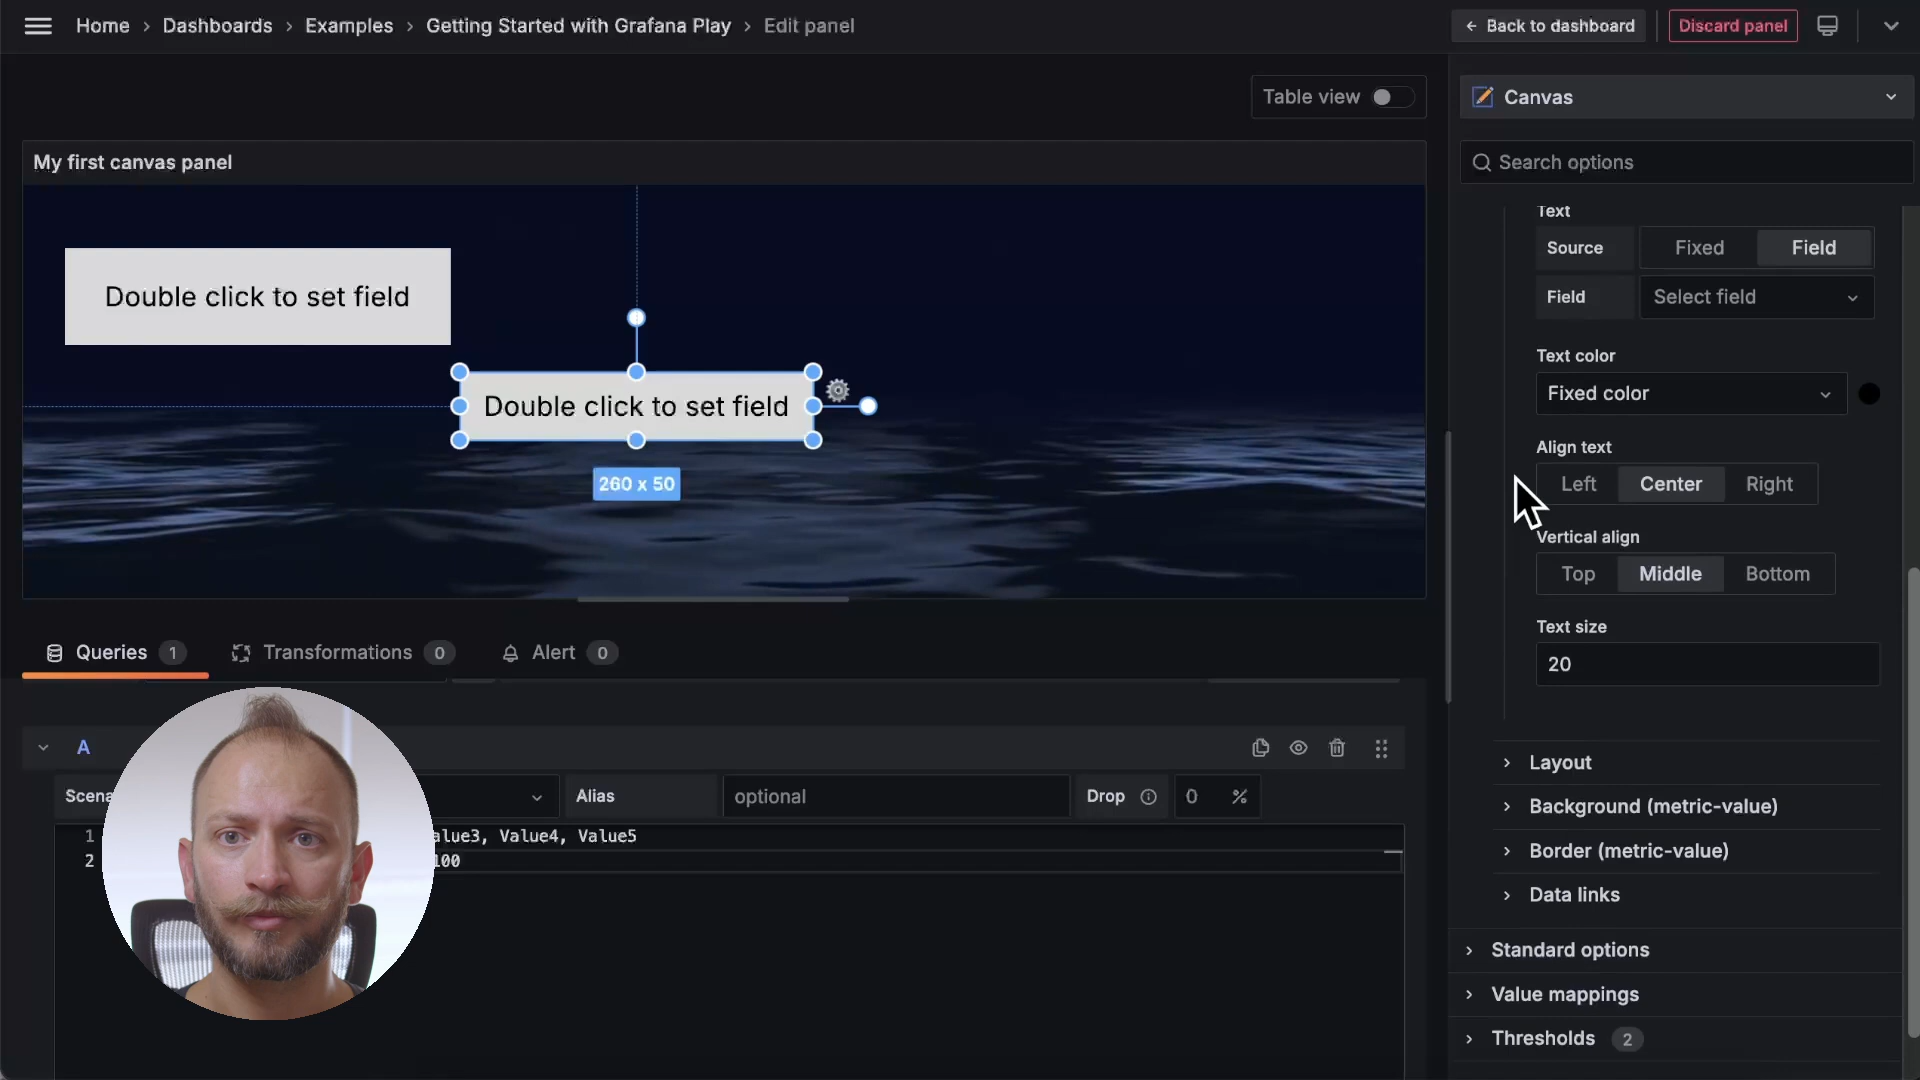 Home › Dashboards › Examples › Getting Started with Grafana Play › Edit panel
← Back to dashboard
Discard panel
Table view
Canvas
My first canvas panel
Search options
Text
Source Fixed Field
Field Select field
Double click to set field
Text color
Fixed color
Double click to set field
Align text
Left Center Right
260 x 50
Vertical align
Top Middle Bottom
Text size
20
Queries 1 Transformations 0 Alert 0
A
Layout
Alias optional Drop 0 %
Background (metric-value)
1 alue3, Value4, Value5
2 100
Border (metric-value)
Data links
Standard options
Value mappings
Thresholds 2